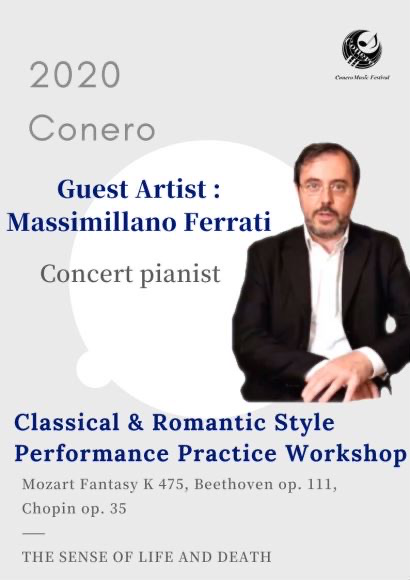 Conero Music Festival
2020
Conero
Guest Artist :
Massimillano Ferrati
Concert pianist
Classical & Romantic Style
Performance Practice Workshop
Mozart Fantasy K 475, Beethoven op. 111,
Chopin op. 35
THE SENSE OF LIFE AND DEATH